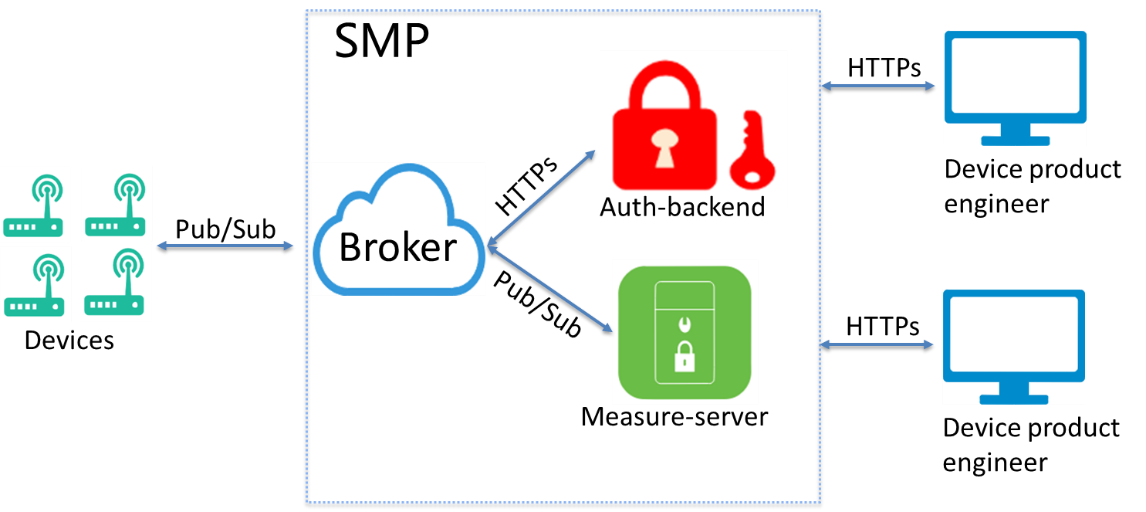 SMP
HTTPs
Device product
engineer
HTTPs
Auth-backend
Pub/Sub
Broker
Pub/Sub
Devices
HTTPs
Measure-server
Device product
engineer